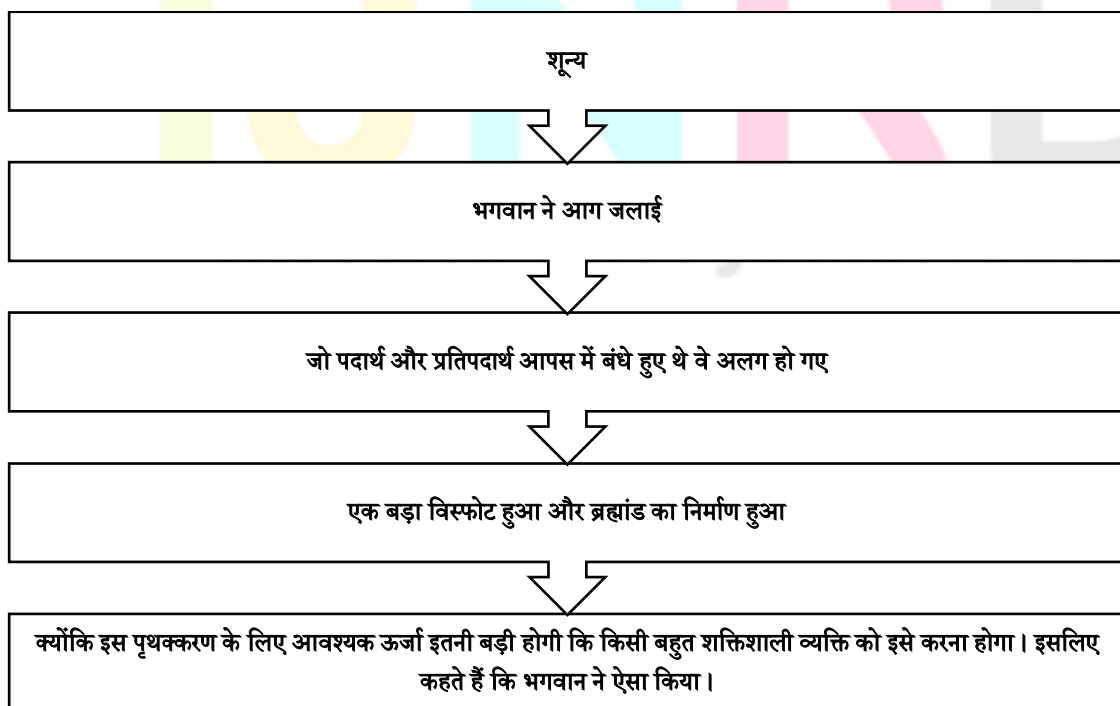 शून्य
भगवान ने आग जलाई
जो पदार्थ और प्रतिपदार्थ आपस में बंधे हुए थे वे अलग हो गए
एक बड़ा विस्फोट हुआ और ब्रह्मांड का निर्माण हुआ
क्योंकि इस पृथक्करण के लिए आवश्यक ऊर्जा इतनी बड़ी होगी कि किसी बहुत शक्तिशाली व्यक्ति को इसे करना होगा। इसलिए
कहते हैं कि भगवान ने ऐसा किया।